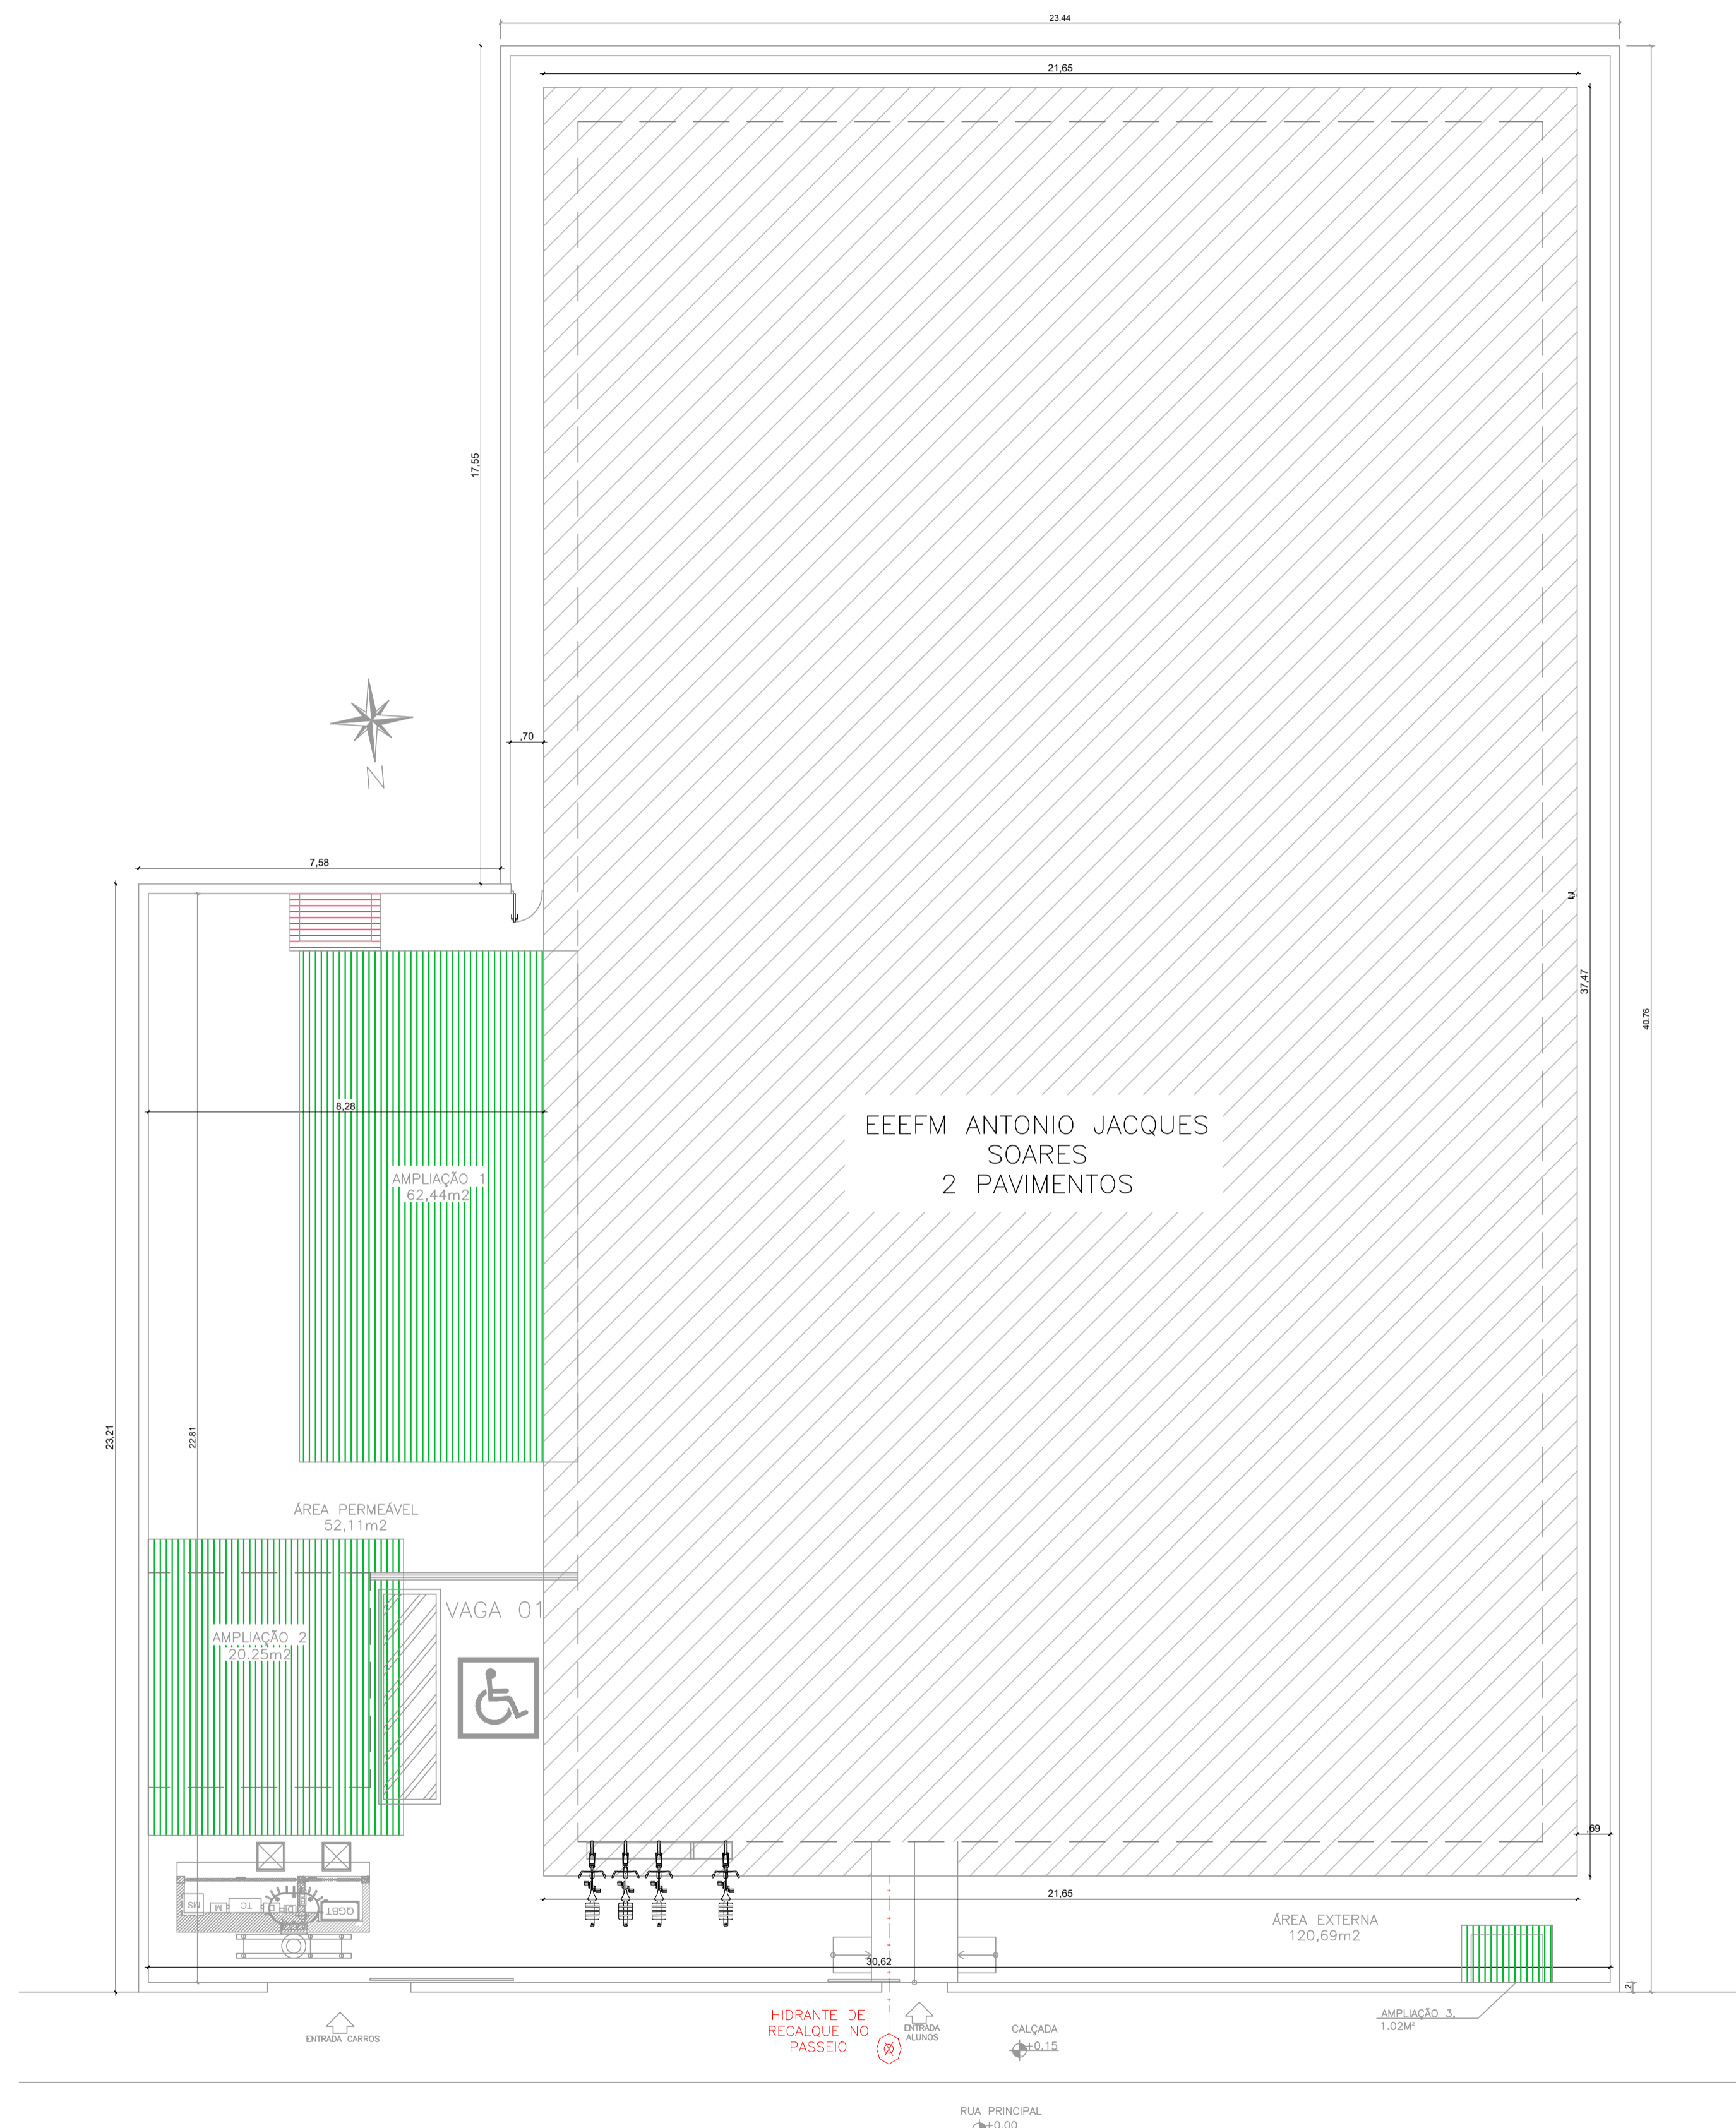 23.44
21,65
17,55
,70
N
7,58
37,47
40.76
8,28
EEEFM ANTONIO JACQUES
SOARES
2 PAVIMENTOS
AMPLIAÇÃO 1
62,44m2
23,21
22.81
ÁREA PERMEÁVEL
52,11m2
VAGA 01
AMPLIAÇÃO 2
20.25m2
,69
21,65
MS
M
TC
D
QGBT
ÁREA EXTERNA
120,69m2
30,62
,2
HIDRANTE DE
RECALQUE NO
PASSEIO
ENTRADA CARROS
ENTRADA
ALUNOS
CALÇADA
+0.15
AMPLIAÇÃO 3.
1.02M²
RUA PRINCIPAL
+0.00